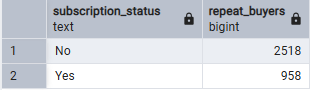 subscription_status repeat_buyers
text bigint
1 No 2518
2 Yes 958